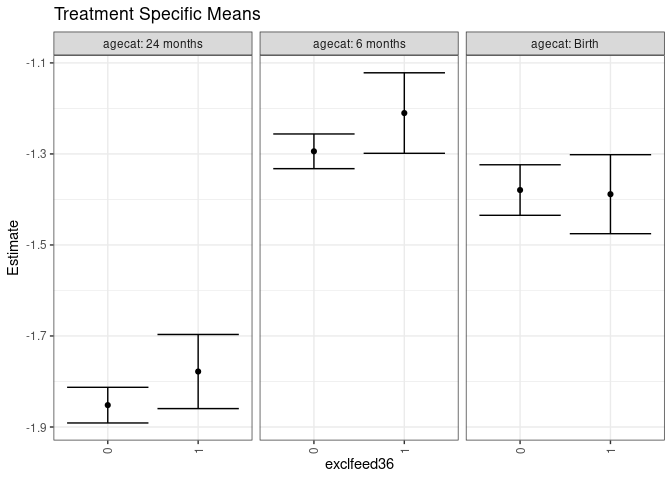 Treatment Specific Means
agecat: 24 months
agecat: 6 months
agecat: Birth
-1.1
-1.3
-1.5
-1.7
-1.9
Estimate
0
1
0
1
0
1
exclfeed36